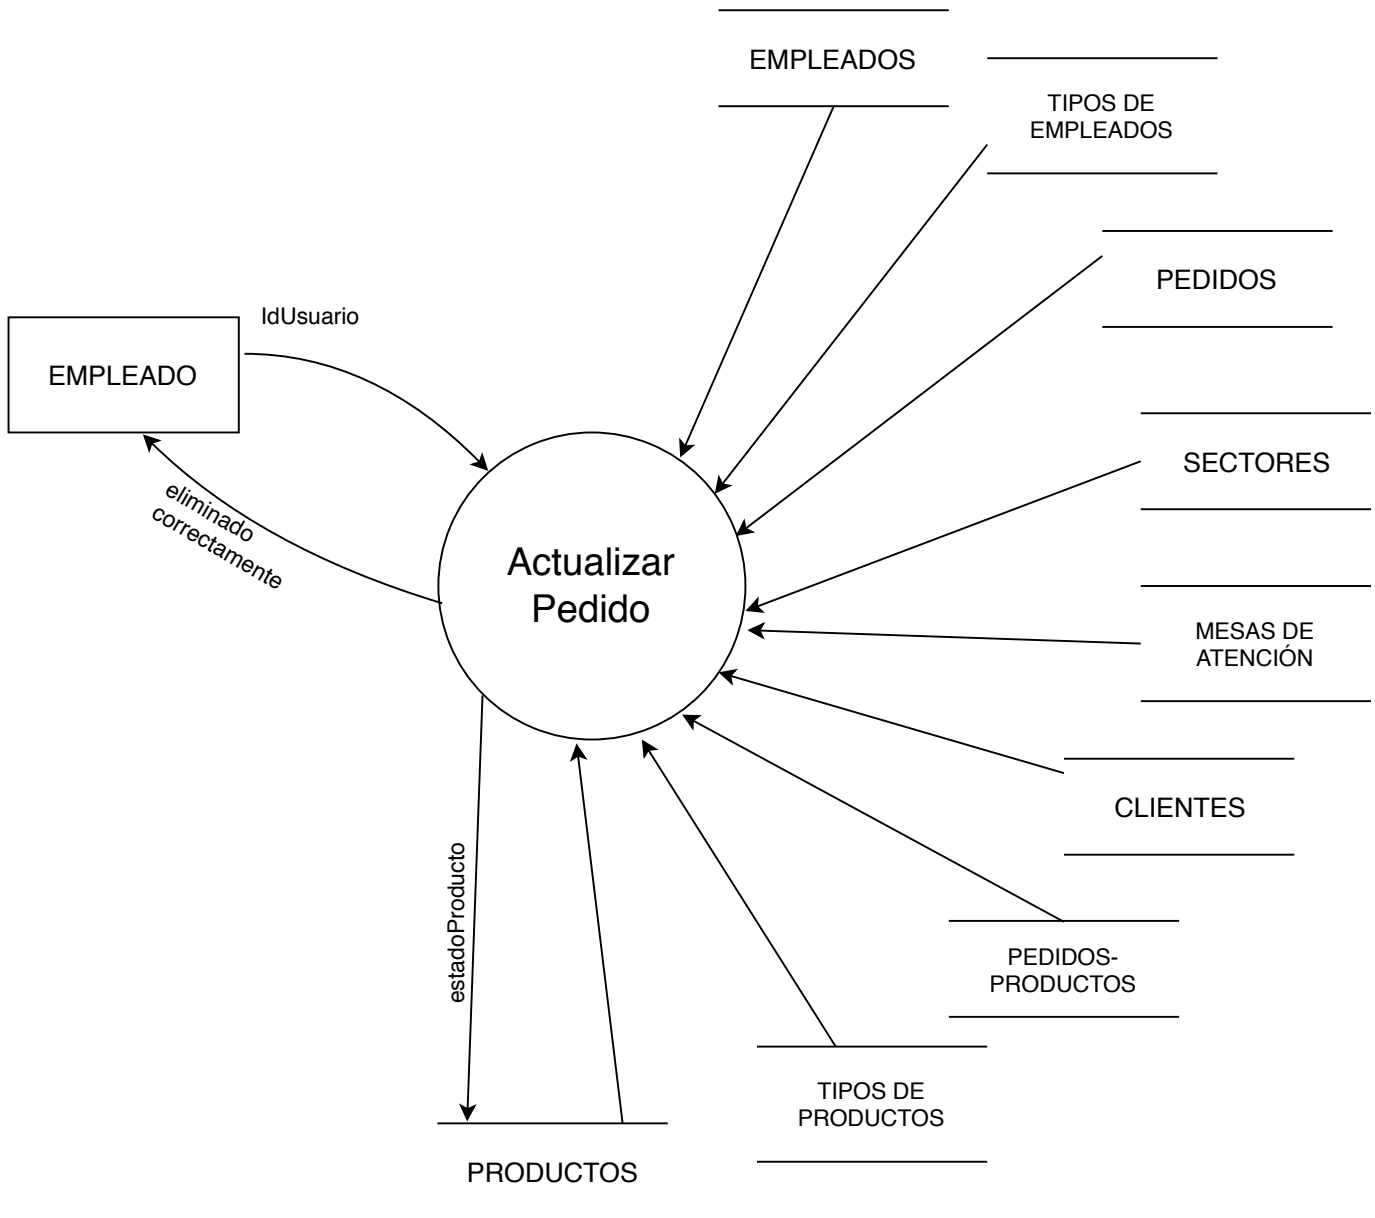 EMPLEADOS
TIPOS DE
EMPLEADOS
PEDIDOS
IdUsuario
EMPLEADO
SECTORES
eliminado
correctamente
Actualizar
Pedido
MESAS DE
ATENCIÓN
CLIENTES
estadoProducto
PEDIDOS-
PRODUCTOS
TIPOS DE
PRODUCTOS
PRODUCTOS